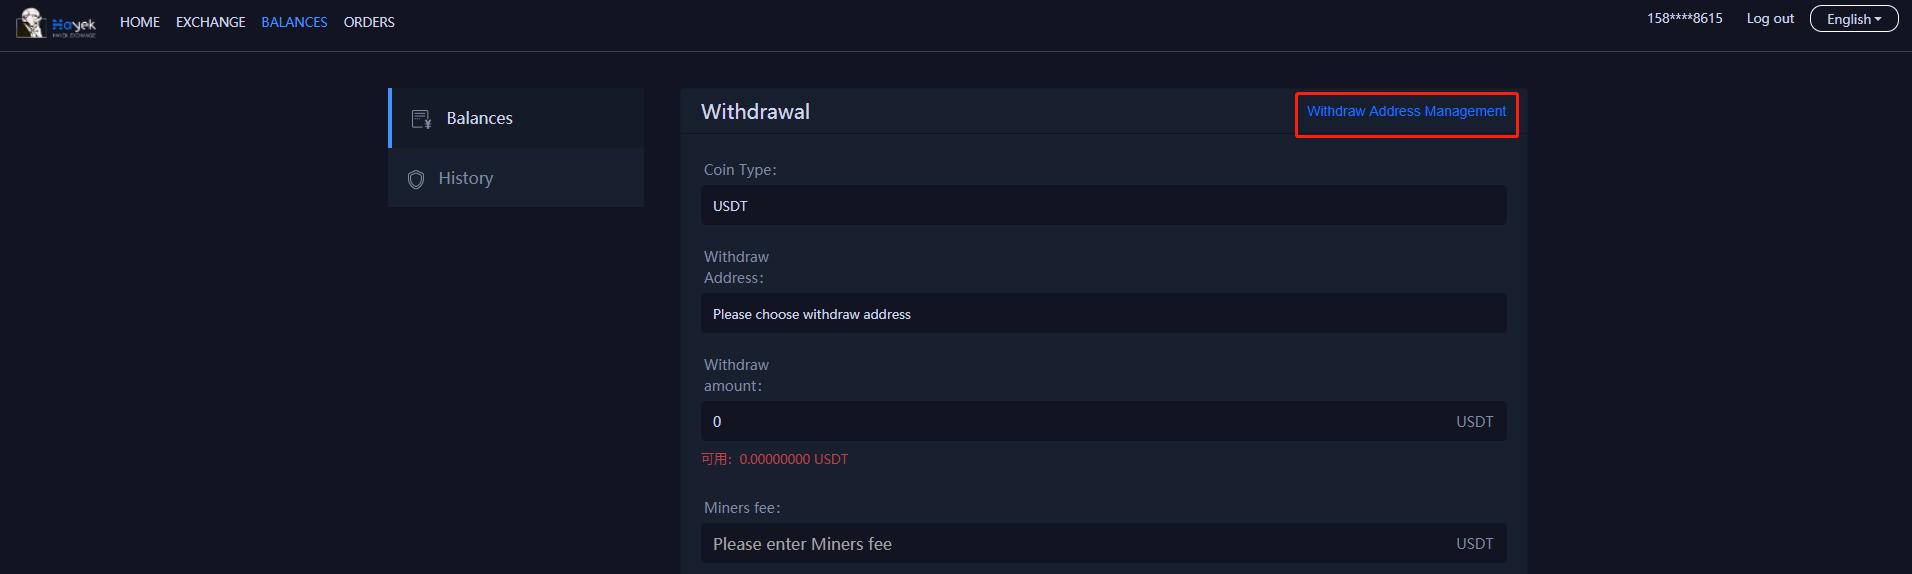 Hayek
HAYEK EXCHANGE
HOME EXCHANGE BALANCES ORDERS
158****8615 Log out English
Balances
History
Withdrawal
Withdraw Address Management
Coin Type:
USDT
Withdraw
Address:
Please choose withdraw address
Withdraw
amount:
0 USDT
可用: 0.00000000 USDT
Miners fee:
Please enter Miners fee USDT